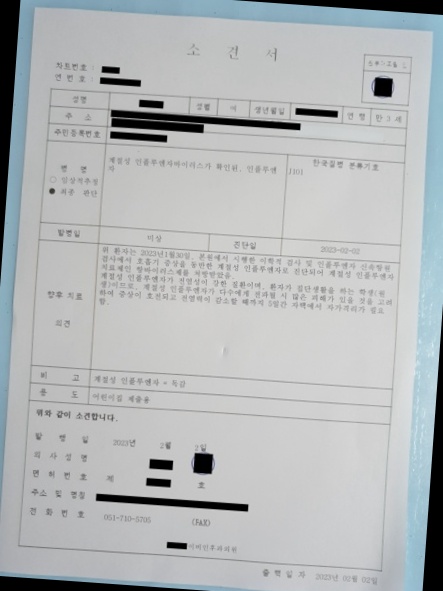 소 견 서
차트번호 :
연 번 호 :
성명 성별 여 생년월일 연 령 만 3 세
주 소
주민등록번호
병 명
○ 임상적추정
● 최종 판단
계절성 인플루엔자바이러스가 확인된, 인플루엔
자
한국질병 분류기호
J101
발병일 미상 진단일 2023-02-02
향후 치료
의견
위 환자는 2023년1월30일, 본원에서 시행한 이학적 검사 및 인플루엔자 신속항원
검사에서 호흡기 증상을 동반한 계절성 인플루엔자로 진단되어 계절성 인플루엔자
치료제인 항바이러스제를 처방받았음.
계절성 인플루엔자가 전염성이 강한 질환이며, 환자가 집단생활을 하는 학생(원
생)이므로, 계절성 인플루엔자가 다수에게 전파될 시 많은 피해가 있을 것을 고려
하여 증상이 호전되고 전염력이 감소할 때까지 5일간 자택에서 자가격리가 필요
함.
비 고 계절성 인플루엔자 = 독감
용 도 어린이집 제출용
위와 같이 소견합니다.
발 행 일 2023년 2월 2일
의 사 성 명
면 허 번 호 제 호
주소 및 명칭
전 화 번 호 051-710-5705 (FAX)
이비인후과의원
출 력 일 자 2023년 02월 02일